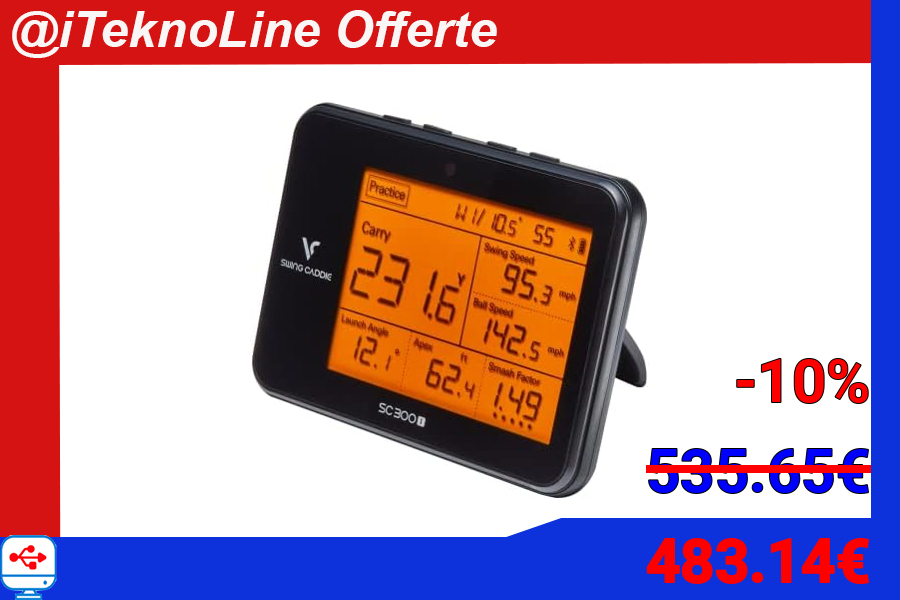 @iTeknoLine Offerte
Practice
W1/10.5° SS
Carry
231.6 Y
Swing Speed
95.3 mph
Ball Speed
142.5 mph
SWING CADDIE
Launch Angle
12.1°
Apex ft
62.4
Smash Factor
1.49
SC300i
-10%
535.65€
483.14€